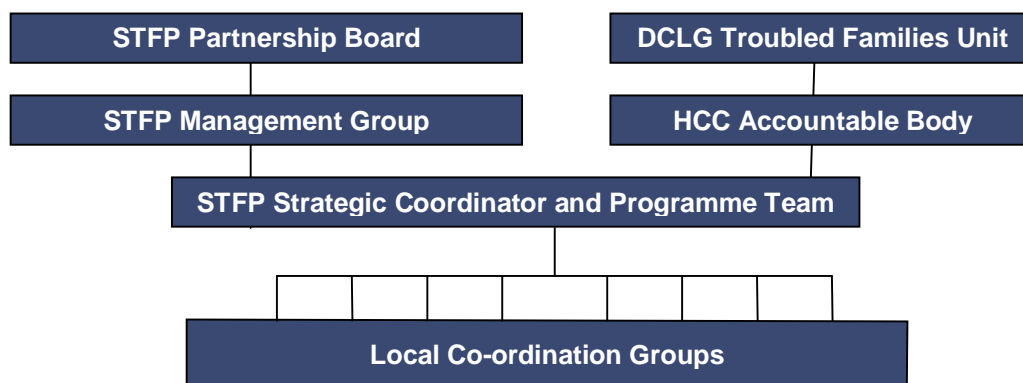 STFP Partnership Board
DCLG Troubled Families Unit
STFP Management Group
HCC Accountable Body
STFP Strategic Coordinator and Programme Team
Local Co-ordination Groups